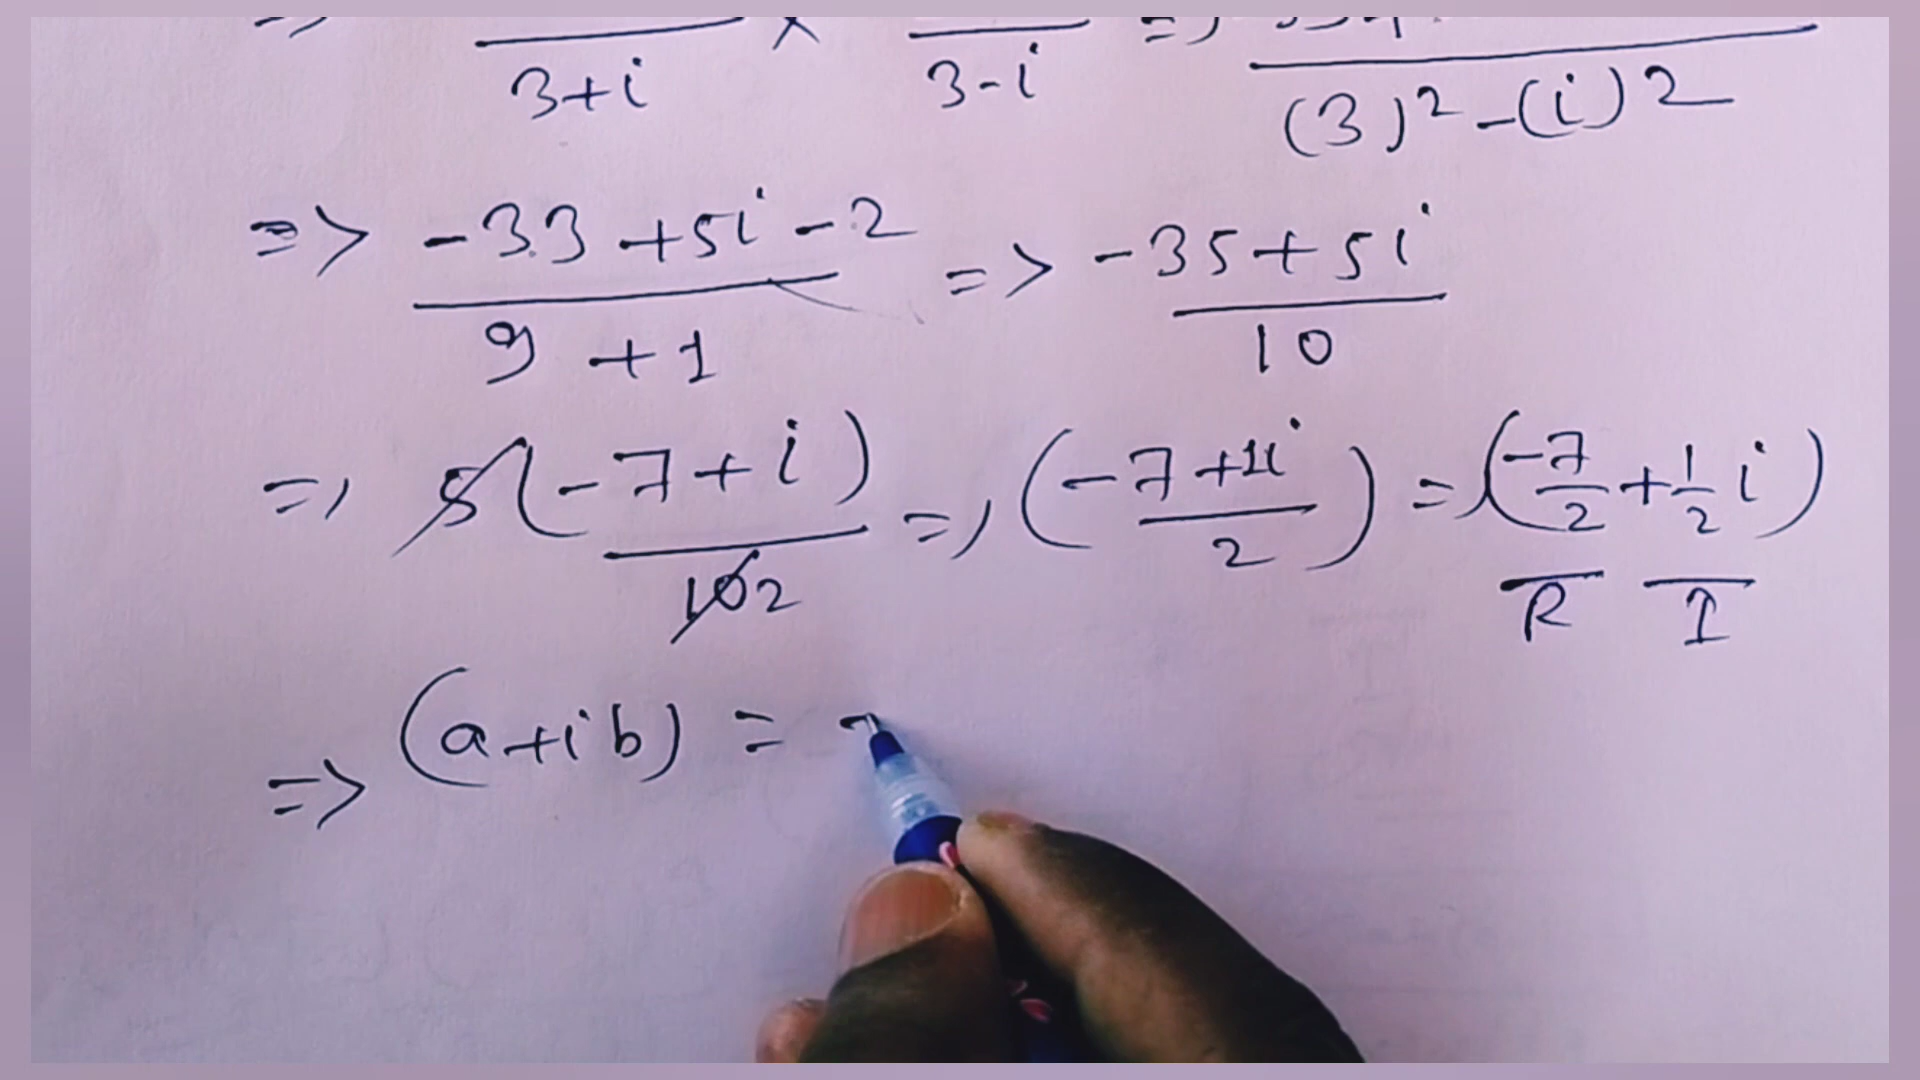 => 3+i × 3-i => (3)² - (i)²
=> -33 + 5i - 2 / 9 + 1 => -35 + 5i / 10
=> 5(-7 + i) / 10 2 => (-7 + 1i / 2) => (-7/2 + 1/2 i)
R I
=> (a + ib) = -